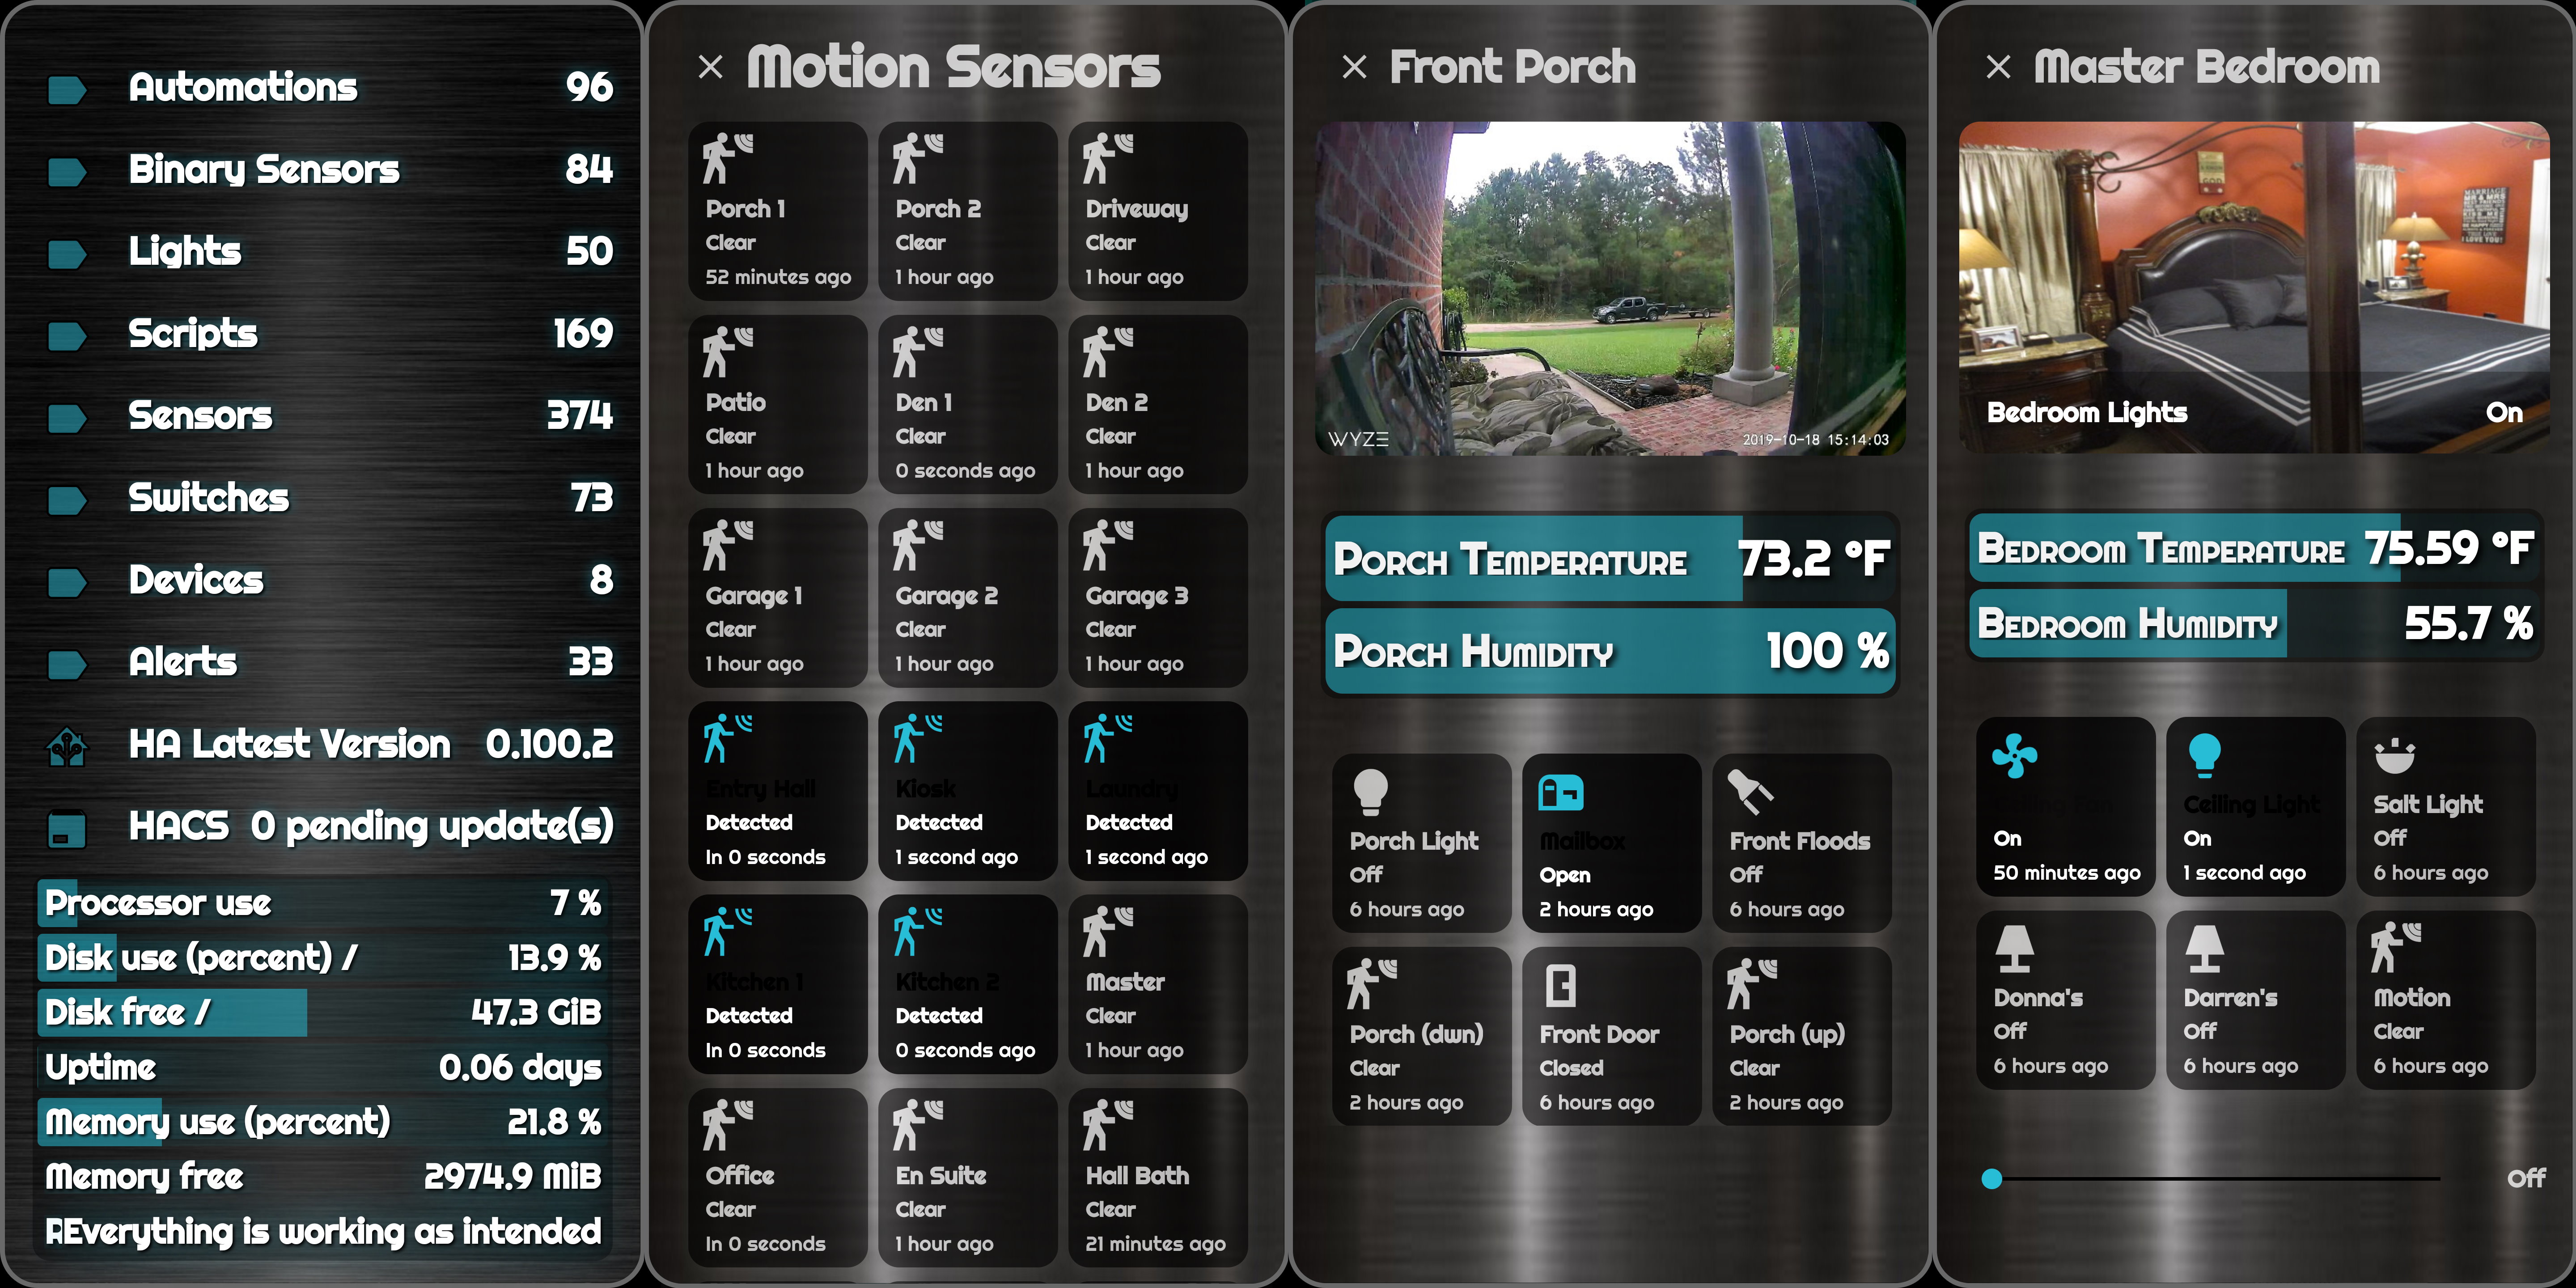 Automations 96
Binary Sensors 84
Lights 50
Scripts 169
Sensors 374
Switches 73
Devices 8
Alerts 33
HA Latest Version 0.100.2
HACS 0 pending update(s)
Processor use 7 %
Disk use (percent) / 13.9 %
Disk free / 47.3 GiB
Uptime 0.06 days
Memory use (percent) 21.8 %
Memory free 2974.9 MiB
REverything is working as intended
Motion Sensors
Porch 1
Clear
52 minutes ago
Porch 2
Clear
1 hour ago
Driveway
Clear
1 hour ago
Patio
Clear
1 hour ago
Den 1
Clear
0 seconds ago
Den 2
Clear
1 hour ago
Garage 1
Clear
1 hour ago
Garage 2
Clear
1 hour ago
Garage 3
Clear
1 hour ago
Entry Hall
Detected
In 0 seconds
Kiosk
Detected
1 second ago
Laundry
Detected
1 second ago
Kitchen 1
Detected
In 0 seconds
Kitchen 2
Detected
0 seconds ago
Master
Clear
1 hour ago
Office
Clear
In 0 seconds
En Suite
Clear
1 hour ago
Hall Bath
Clear
21 minutes ago
Front Porch
WYZE
2019-10-18 15:14:03
Porch Temperature 73.2 °F
Porch Humidity 100 %
Porch Light
Off
6 hours ago
Mailbox
Open
2 hours ago
Front Floods
Off
6 hours ago
Porch (dwn)
Clear
2 hours ago
Front Door
Closed
6 hours ago
Porch (up)
Clear
2 hours ago
Master Bedroom
GOD
MARRIAGE
MR & MRS
KISS ME
I LOVE YOU!
Bedroom Lights On
Bedroom Temperature 75.59 °F
Bedroom Humidity 55.7 %
Fan
On
50 minutes ago
Ceiling Light
On
1 second ago
Salt Light
Off
6 hours ago
Donna's
Off
6 hours ago
Darren's
Off
6 hours ago
Motion
Clear
6 hours ago
Off